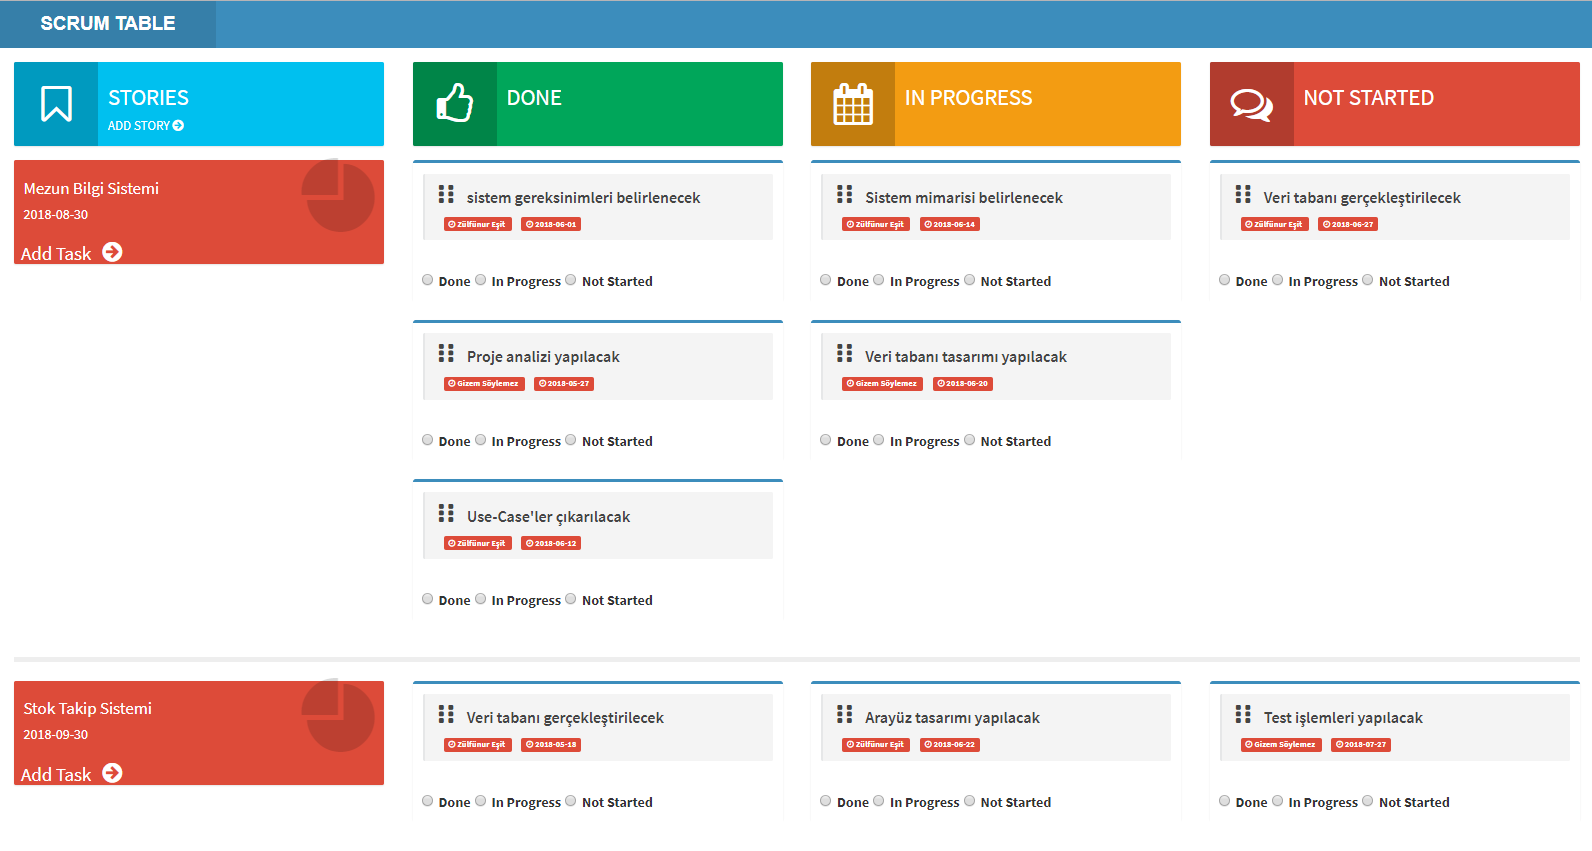 SCRUM TABLE
STORIES
ADD STORY
DONE
IN PROGRESS
NOT STARTED
Mezun Bilgi Sistemi
2018-08-30
Add Task
sistem gereksinimleri belirlenecek
Zülfünur Eşit 2018-06-01
Done In Progress Not Started
Proje analizi yapılacak
Gizem Söylemez 2018-05-27
Done In Progress Not Started
Use-Case'ler çıkarılacak
Zülfünur Eşit 2018-06-12
Done In Progress Not Started
Sistem mimarisi belirlenecek
Zülfünur Eşit 2018-06-14
Done In Progress Not Started
Veri tabanı tasarımı yapılacak
Gizem Söylemez 2018-06-20
Done In Progress Not Started
Veri tabanı gerçekleştirilecek
Zülfünur Eşit 2018-06-27
Done In Progress Not Started
Stok Takip Sistemi
2018-09-30
Add Task
Veri tabanı gerçekleştirilecek
Zülfünur Eşit 2018-05-18
Done In Progress Not Started
Arayüz tasarımı yapılacak
Zülfünur Eşit 2018-06-22
Done In Progress Not Started
Test işlemleri yapılacak
Gizem Söylemez 2018-07-27
Done In Progress Not Started